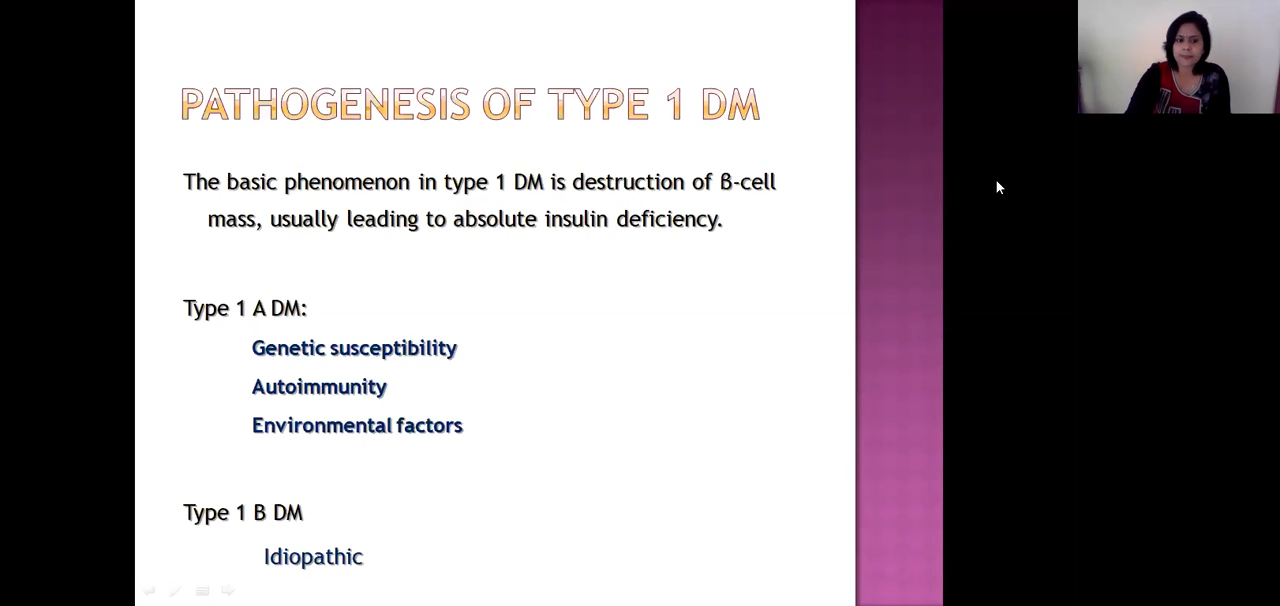 PATHOGENESIS OF TYPE 1 DM
The basic phenomenon in type 1 DM is destruction of β-cell
mass, usually leading to absolute insulin deficiency.
Type 1 A DM:
Genetic susceptibility
Autoimmunity
Environmental factors
Type 1 B DM
Idiopathic